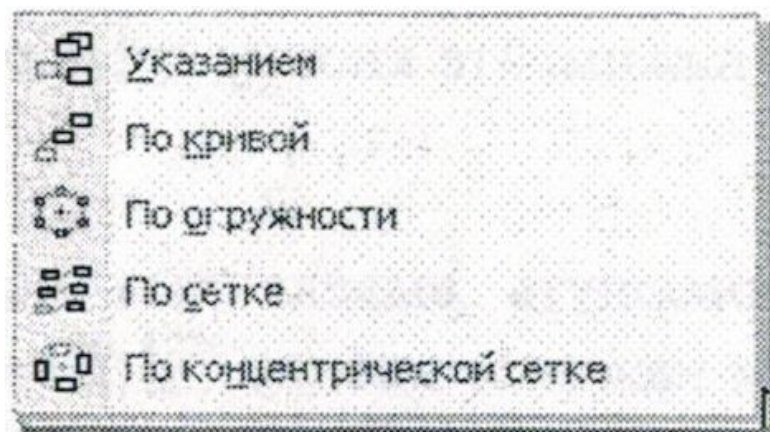 Указанием
По кривой
По окружности
По сетке
По концентрической сетке